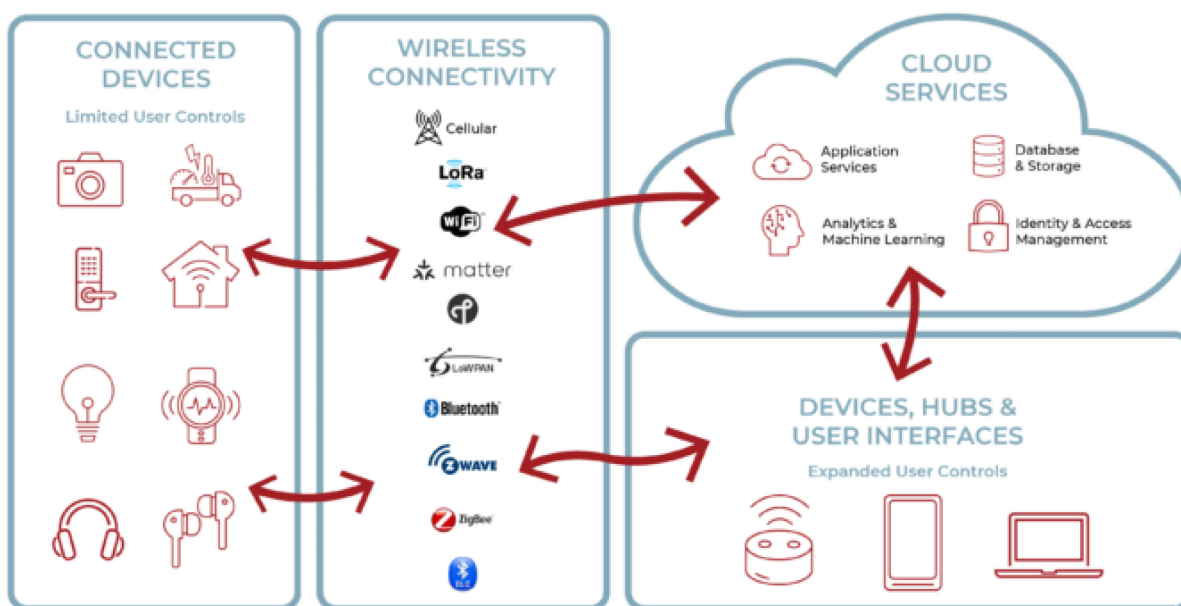 CONNECTED
DEVICES
Limited User Controls
WIRELESS
CONNECTIVITY
Cellular
LoRa
WiFi
matter
6LoWPAN
Bluetooth
Z WAVE
ZigBee
BLE
CLOUD
SERVICES
Application
Services
Database
& Storage
Analytics &
Machine Learning
Identity & Access
Management
DEVICES, HUBS &
USER INTERFACES
Expanded User Controls